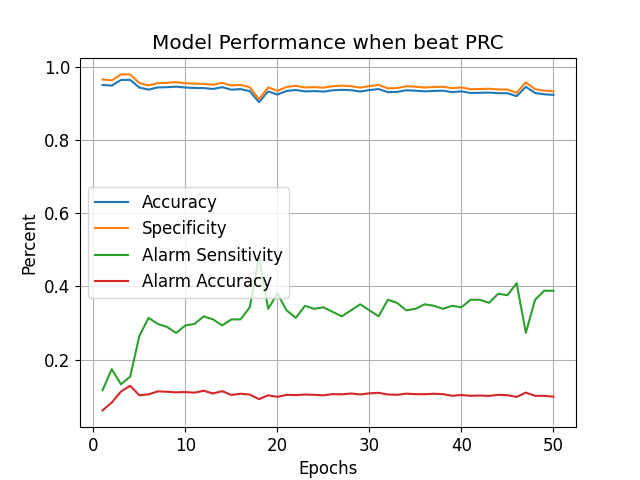 Model Performance when beat PRC
1.0
0.8
0.6
0.4
0.2
Percent
Accuracy
Specificity
Alarm Sensitivity
Alarm Accuracy
0 10 20 30 40 50
Epochs